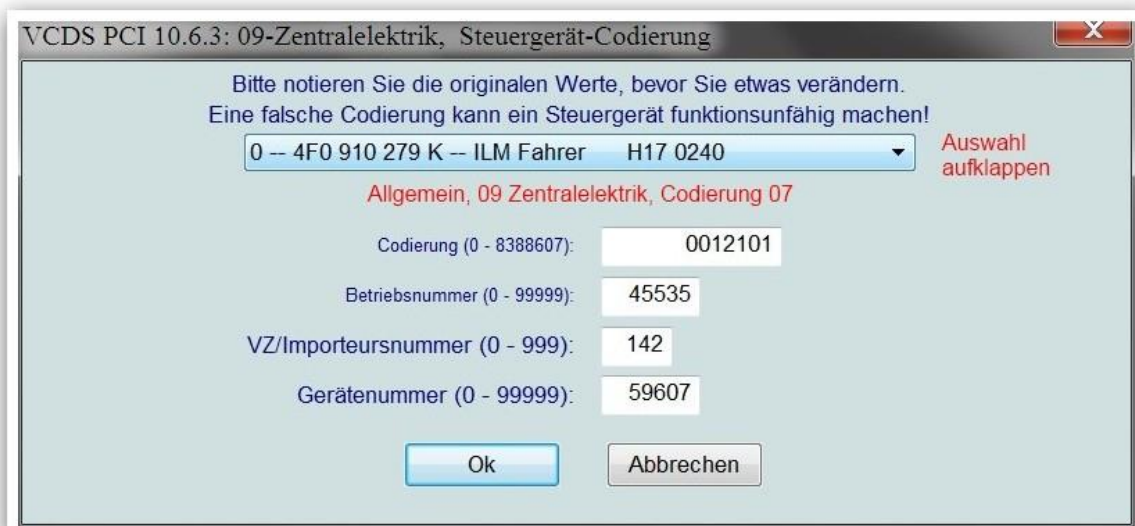 VCDS PCI 10.6.3: 09-Zentralelektrik, Steuergerät-Codierung
X
Bitte notieren Sie die originalen Werte, bevor Sie etwas verändern.
Eine falsche Codierung kann ein Steuergerät funktionsunfähig machen!
0 -- 4F0 910 279 K -- ILM Fahrer H17 0240
Auswahl
aufklappen
Allgemein, 09 Zentralelektrik, Codierung 07
Codierung (0 - 8388607): 0012101
Betriebsnummer (0 - 99999): 45535
VZ/Importeursnummer (0 - 999): 142
Gerätenummer (0 - 99999): 59607
Ok Abbrechen